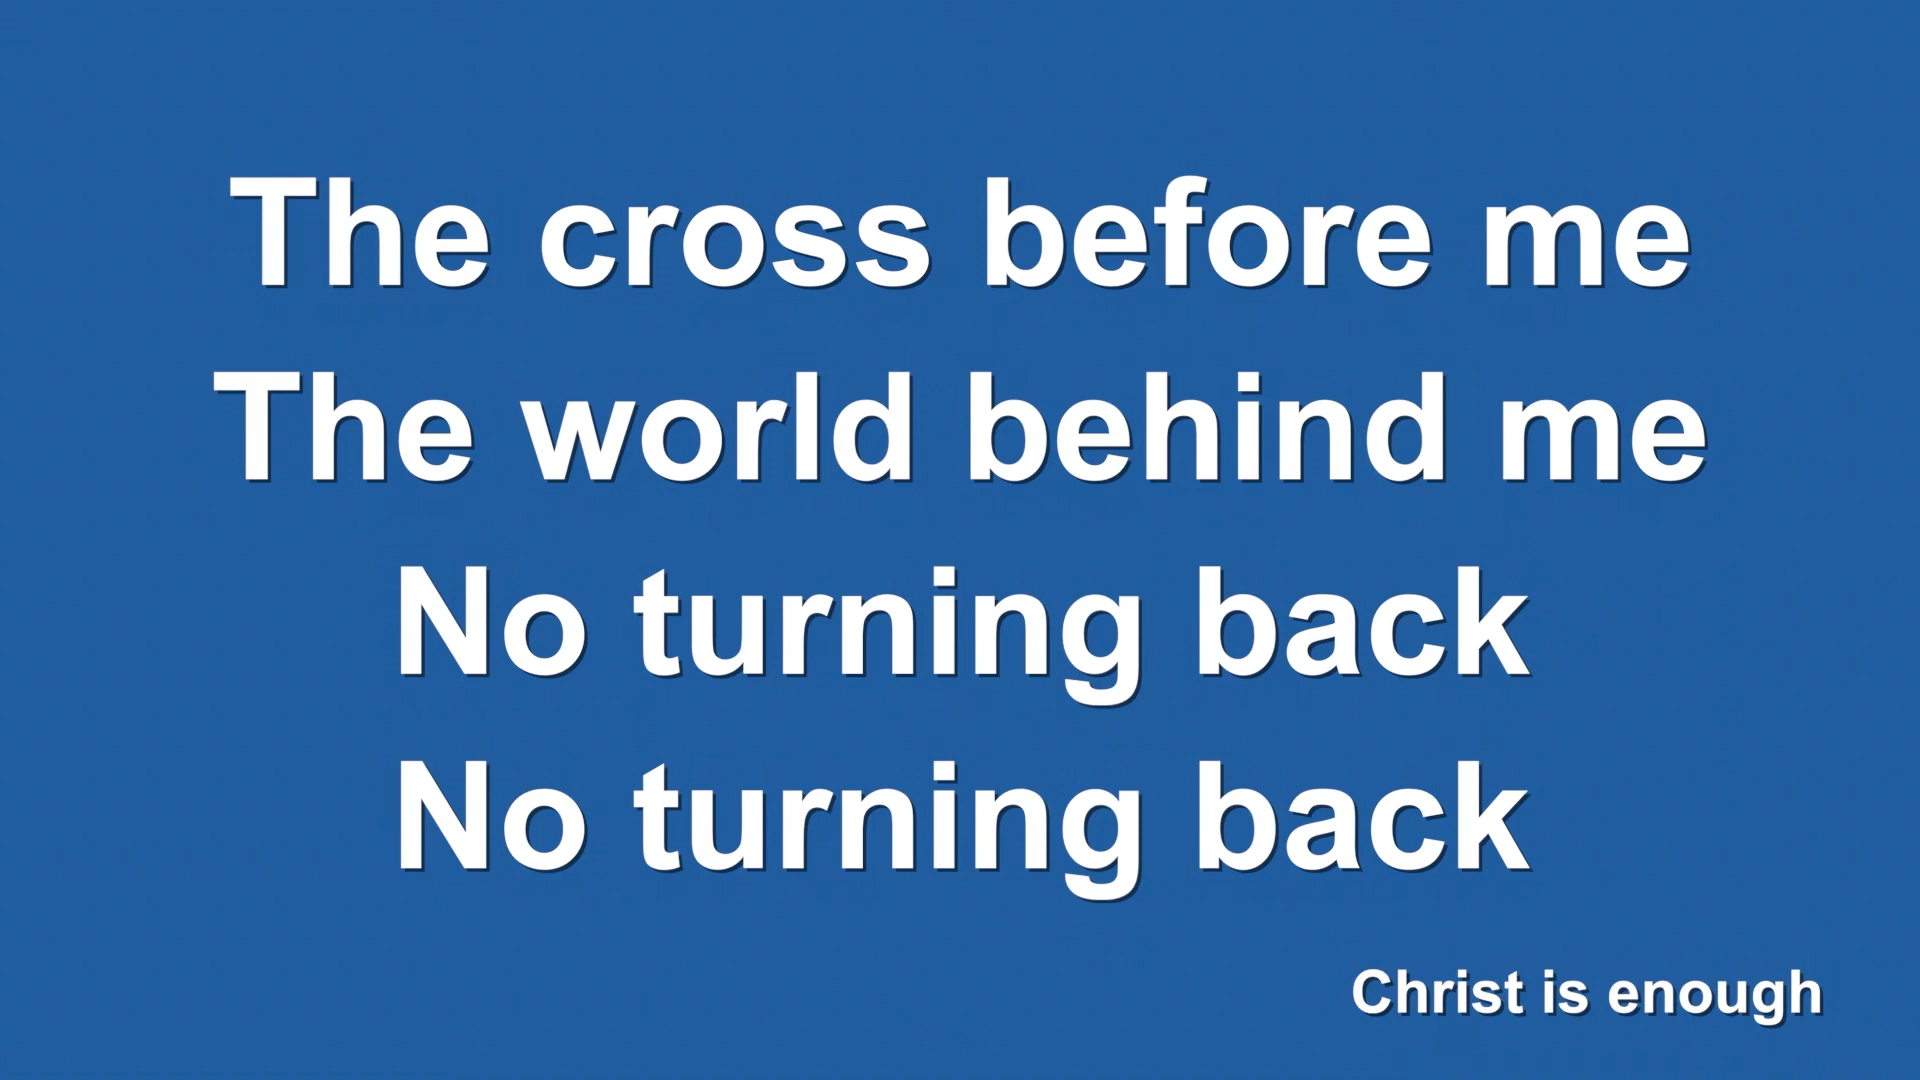 The cross before me
The world behind me
No turning back
No turning back
Christ is enough